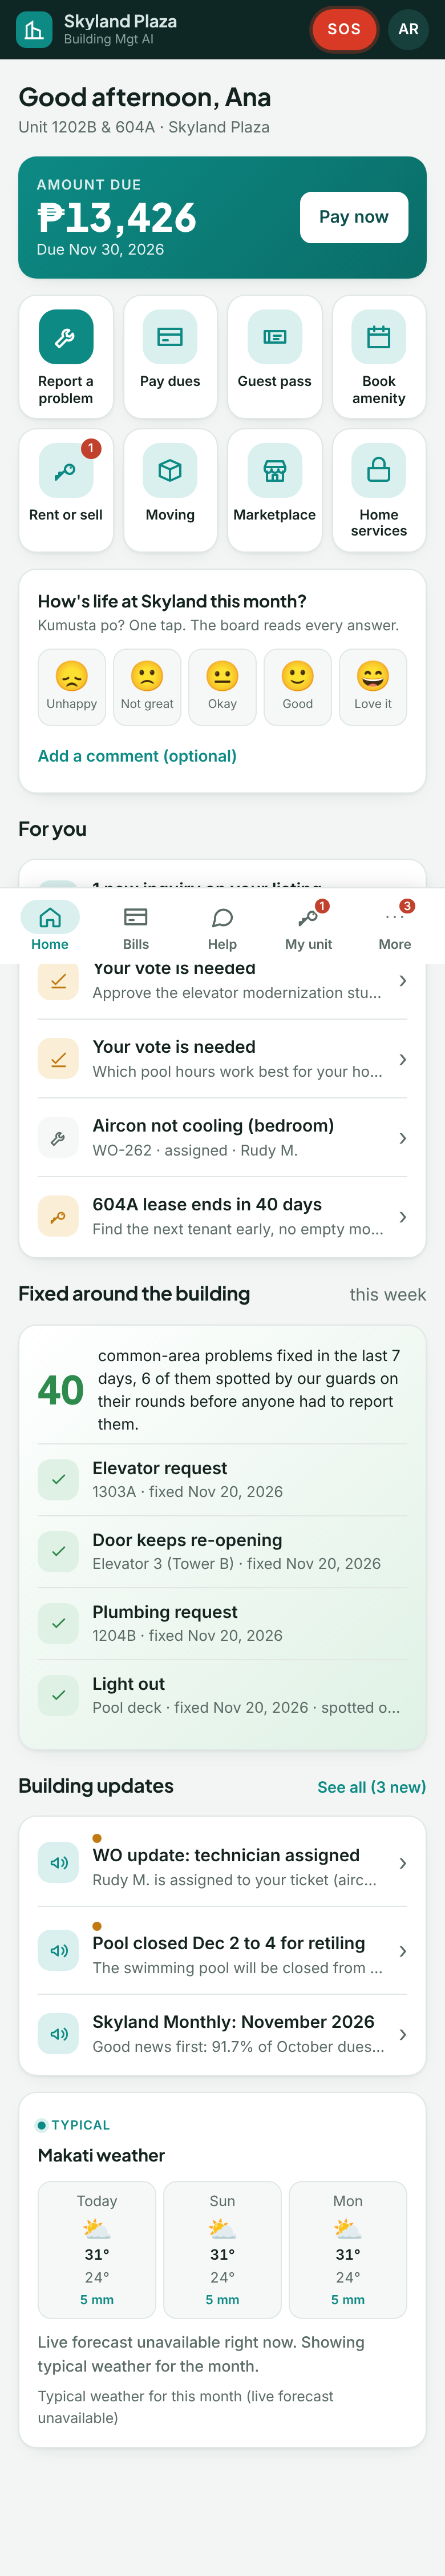 Skyland Plaza
Building Mgt AI
SOS
AR
Good afternoon, Ana
Unit 1202B & 604A · Skyland Plaza
AMOUNT DUE
₱13,426
Due Nov 30, 2026
Pay now
Report a
problem
Pay dues
Guest pass
Book
amenity
1
Rent or sell
Moving
Marketplace
Home
services
How's life at Skyland this month?
Kumusta po? One tap. The board reads every answer.
😞 🙁 😐 🙂 😄
Unhappy
Not great
Okay
Good
Love it
Add a comment (optional)
For you
1 new inquiry on your listing
1
3
Home
Bills
Help
My unit
More
Your vote is needed
Approve the elevator modernization stu...
Your vote is needed
Which pool hours work best for your ho...
Aircon not cooling (bedroom)
WO-262 · assigned · Rudy M.
604A lease ends in 40 days
Find the next tenant early, no empty mo...
Fixed around the building
this week
40
common-area problems fixed in the last 7
days, 6 of them spotted by our guards on
their rounds before anyone had to report
them.
Elevator request
1303A · fixed Nov 20, 2026
Door keeps re-opening
Elevator 3 (Tower B) · fixed Nov 20, 2026
Plumbing request
1204B · fixed Nov 20, 2026
Light out
Pool deck · fixed Nov 20, 2026 · spotted o...
Building updates
See all (3 new)
WO update: technician assigned
Rudy M. is assigned to your ticket (airc...
Pool closed Dec 2 to 4 for retiling
The swimming pool will be closed from ...
Skyland Monthly: November 2026
Good news first: 91.7% of October dues...
TYPICAL
Makati weather
Today
31°
24°
5 mm
Sun
31°
24°
5 mm
Mon
31°
24°
5 mm
Live forecast unavailable right now. Showing
typical weather for the month.
Typical weather for this month (live forecast
unavailable)